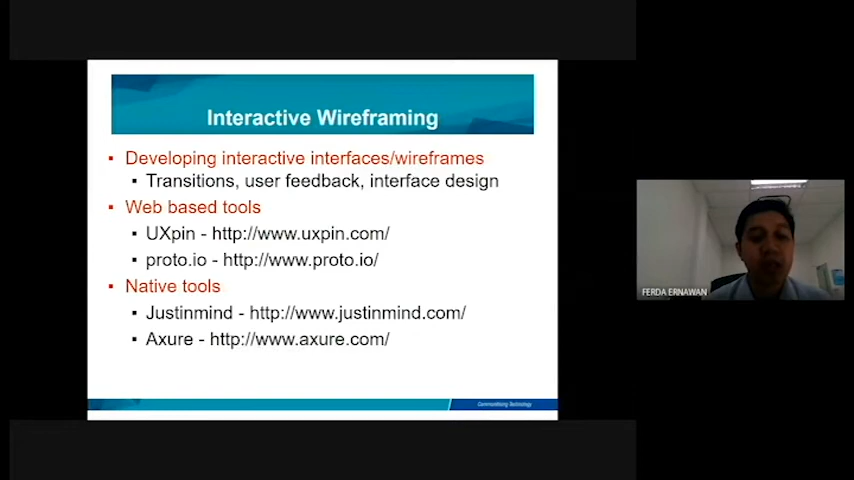 Interactive Wireframing
▪ Developing interactive interfaces/wireframes
▪ Transitions, user feedback, interface design
▪ Web based tools
▪ UXpin - http://www.uxpin.com/
▪ proto.io - http://www.proto.io/
▪ Native tools
▪ Justinmind - http://www.justinmind.com/
▪ Axure - http://www.axure.com/
Communitising Technology
FERDA ERNAWAN